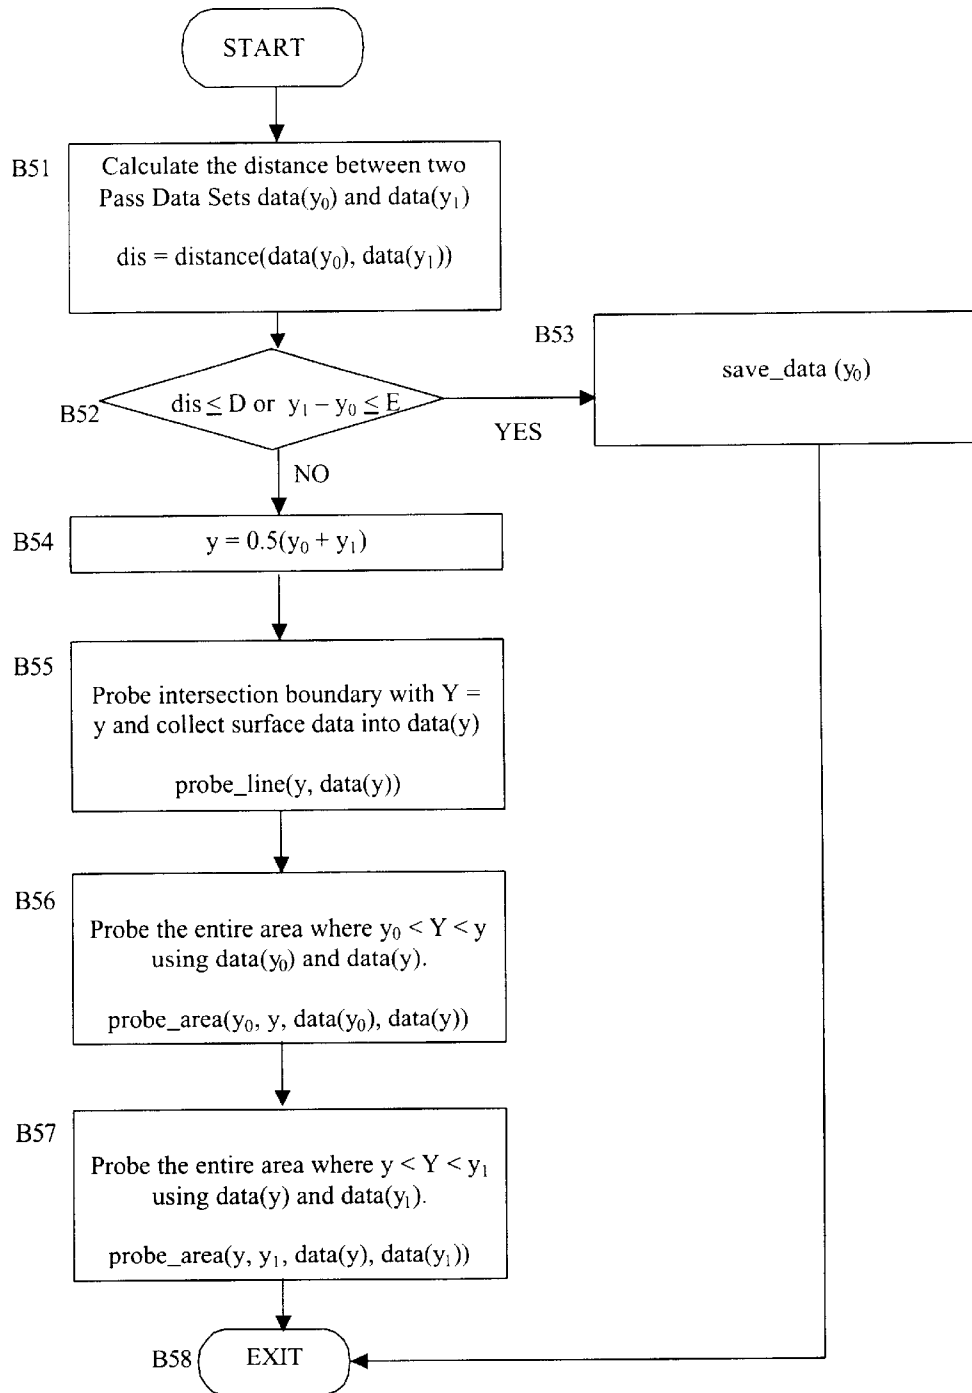 START
B51
Calculate the distance between two
Pass Data Sets data(y₀) and data(y₁)
dis = distance(data(y₀), data(y₁))
B52
dis ≤ D or y₁ – y₀ ≤ E
YES
B53
save_data (y₀)
NO
B54
y = 0.5(y₀ + y₁)
B55
Probe intersection boundary with Y =
y and collect surface data into data(y)
probe_line(y, data(y))
B56
Probe the entire area where y₀ < Y < y
using data(y₀) and data(y).
probe_area(y₀, y, data(y₀), data(y))
B57
Probe the entire area where y < Y < y₁
using data(y) and data(y₁).
probe_area(y, y₁, data(y), data(y₁))
B58
EXIT